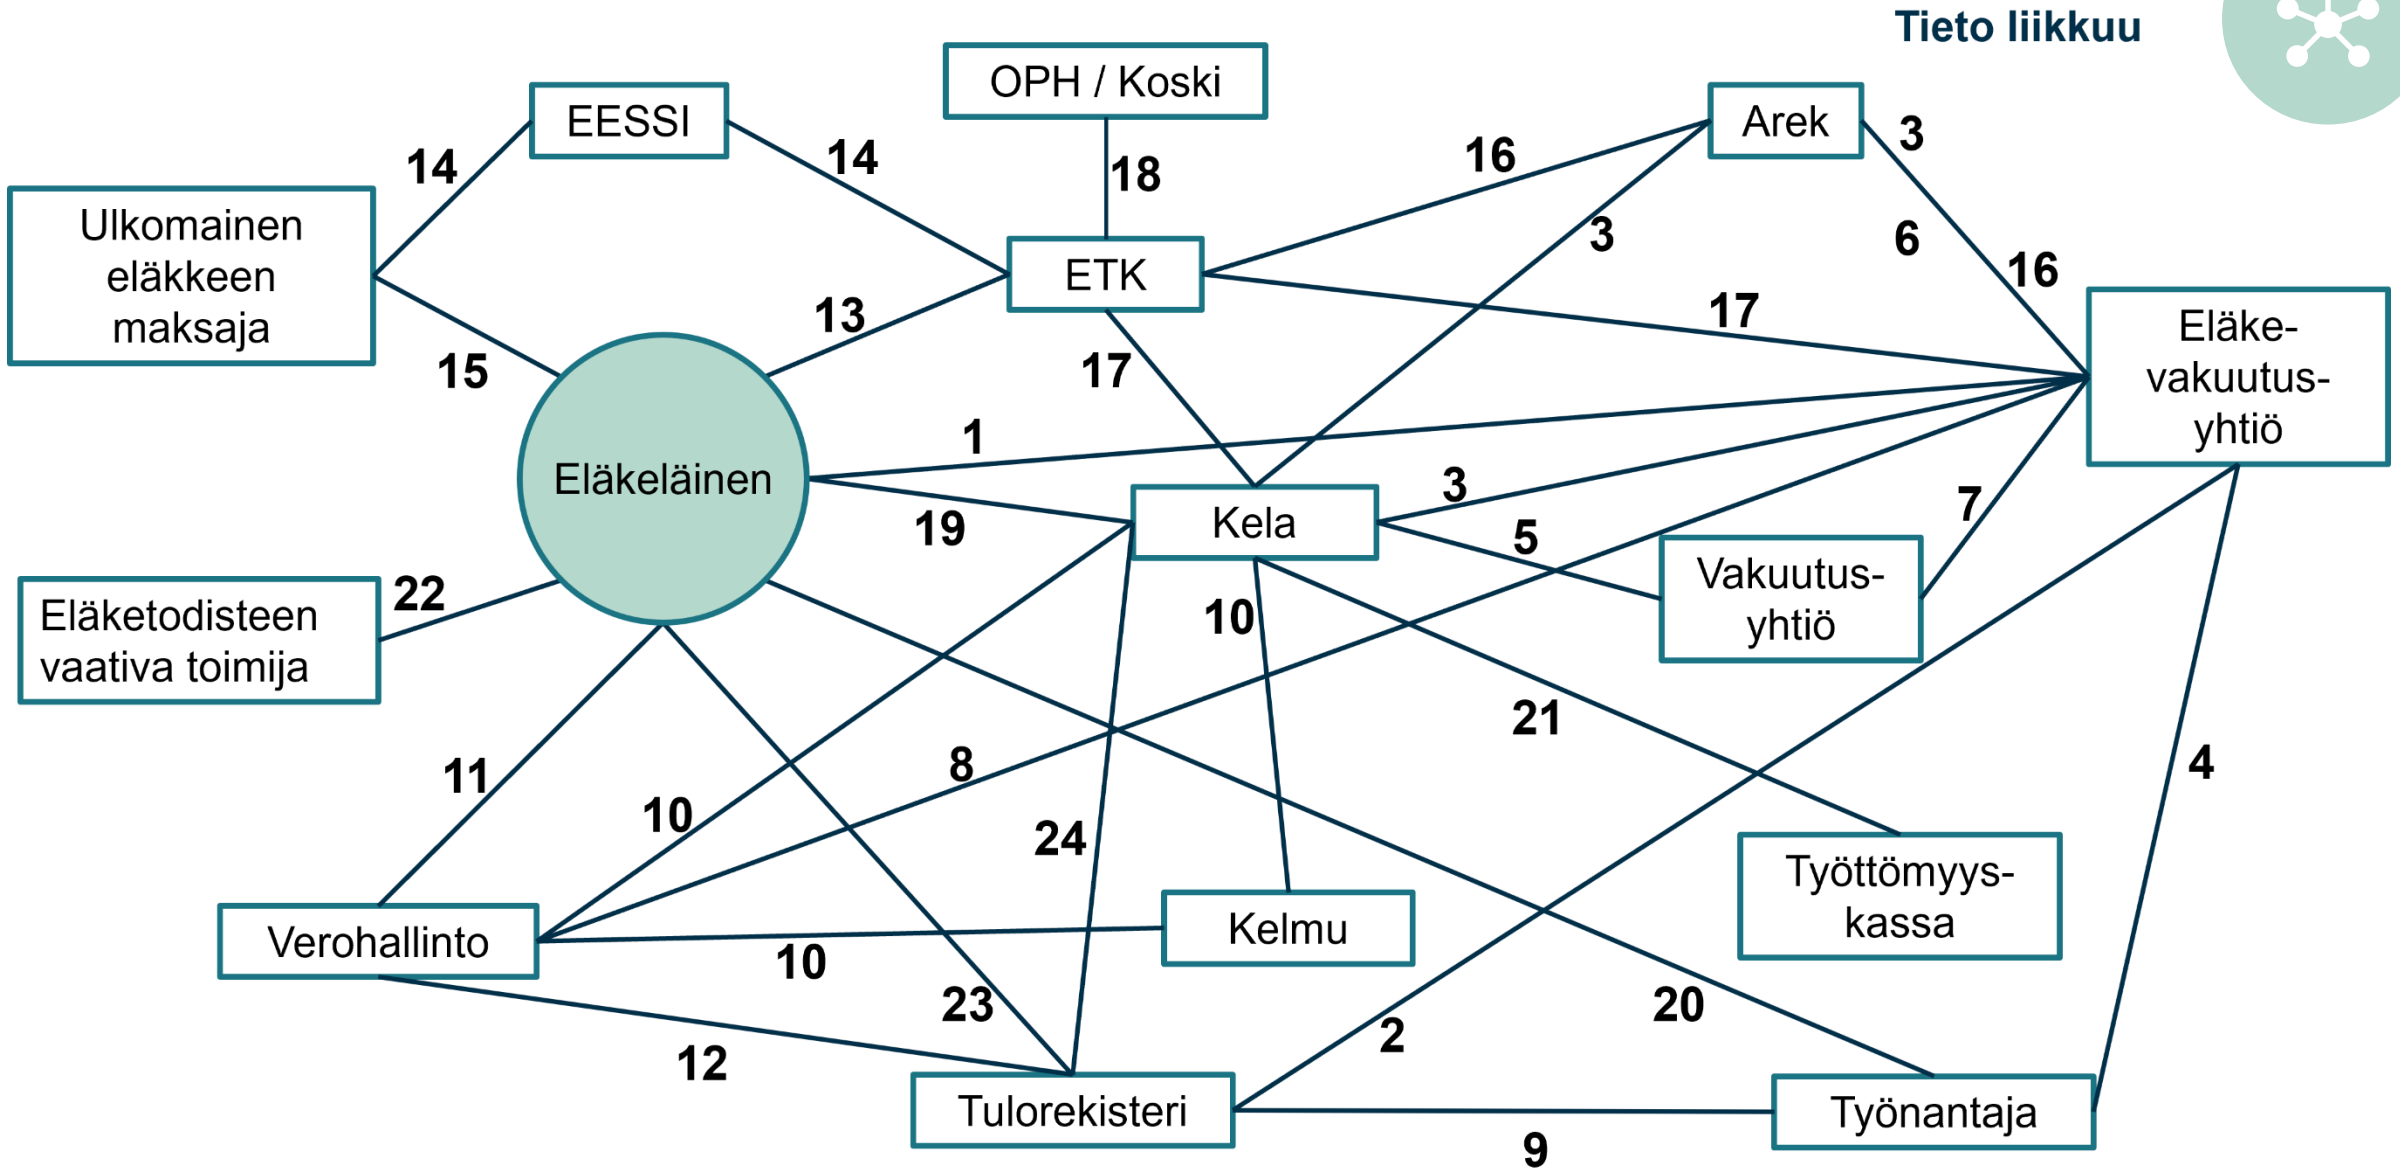 Tieto liikkuu
OPH / Koski
EESSI
Arek
3
14
14
16
18
Ulkomainen
eläkkeen
maksaja
3
6
16
ETK
13
17
Eläke-
vakuutus-
yhtiö
15
17
1
Eläkeläinen
3
19
Kela
5
7
22
Eläketodisteen
vaativa toimija
Vakuutus-
yhtiö
10
21
11
8
4
10
24
Työttömyys-
kassa
Verohallinto
Kelmu
10
23
20
12
2
Tulorekisteri
Työnantaja
9